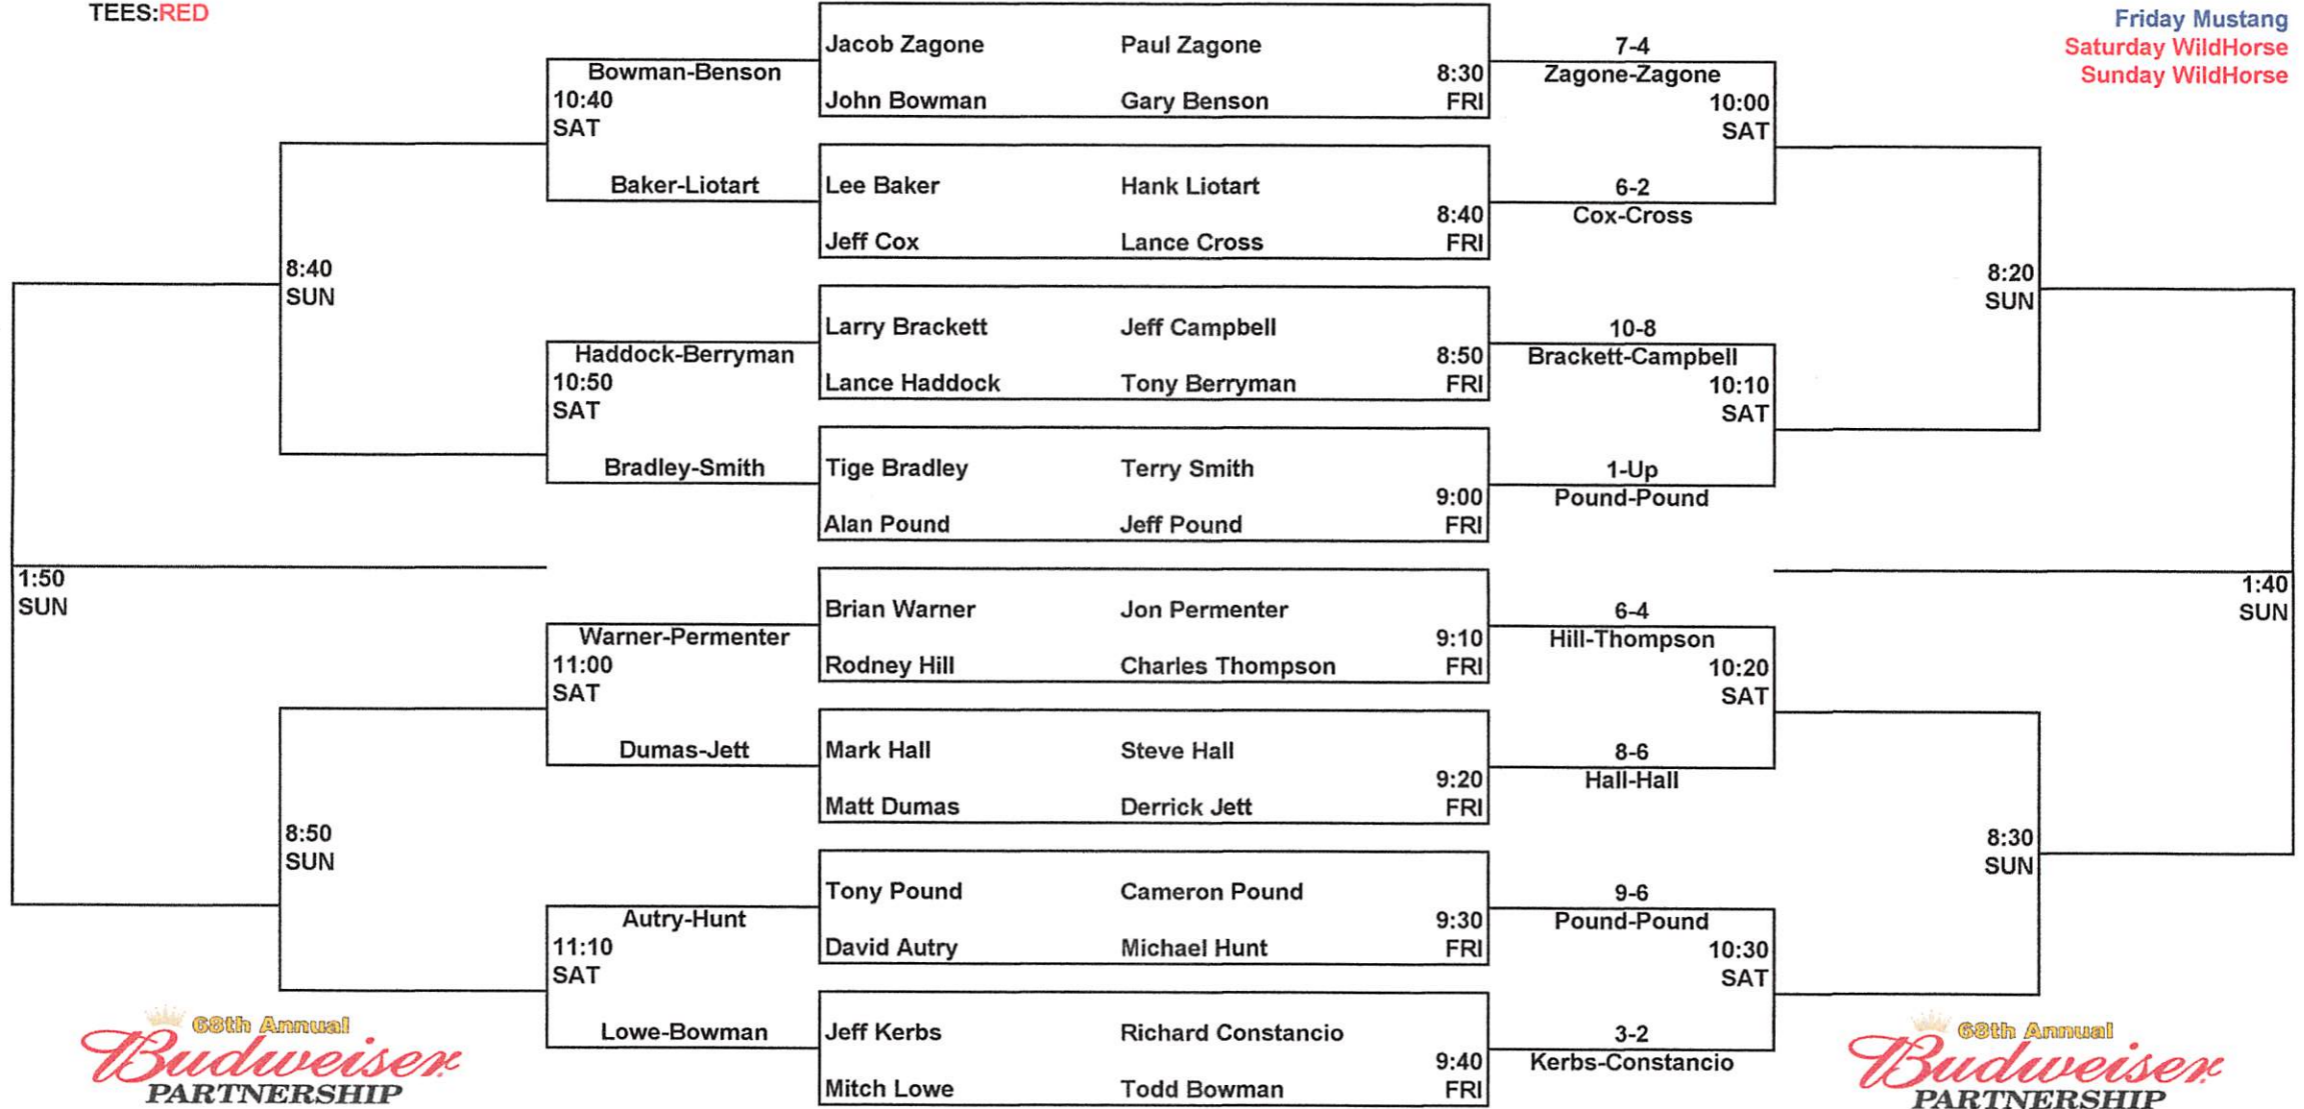 TEES:RED
Friday Mustang
Saturday WildHorse
Sunday WildHorse
Jacob Zagone Paul Zagone
8:30
John Bowman Gary Benson FRI
Bowman-Benson
10:40
SAT
7-4
Zagone-Zagone
10:00
SAT
Baker-Liotart
Lee Baker Hank Liotart
8:40
Jeff Cox Lance Cross FRI
6-2
Cox-Cross
8:40
SUN
8:20
SUN
Larry Brackett Jeff Campbell
8:50
Lance Haddock Tony Berryman FRI
Haddock-Berryman
10:50
SAT
10-8
Brackett-Campbell
10:10
SAT
Bradley-Smith
Tige Bradley Terry Smith
9:00
Alan Pound Jeff Pound FRI
1-Up
Pound-Pound
1:50
SUN
1:40
SUN
Brian Warner Jon Permenter
9:10
Rodney Hill Charles Thompson FRI
Warner-Permenter
11:00
SAT
6-4
Hill-Thompson
10:20
SAT
Dumas-Jett
Mark Hall Steve Hall
9:20
Matt Dumas Derrick Jett FRI
8-6
Hall-Hall
8:50
SUN
8:30
SUN
Tony Pound Cameron Pound
9:30
David Autry Michael Hunt FRI
Autry-Hunt
11:10
SAT
9-6
Pound-Pound
10:30
SAT
Lowe-Bowman
Jeff Kerbs Richard Constancio
9:40
Mitch Lowe Todd Bowman FRI
3-2
Kerbs-Constancio
68th Annual
Budweiser
PARTNERSHIP
68th Annual
Budweiser
PARTNERSHIP